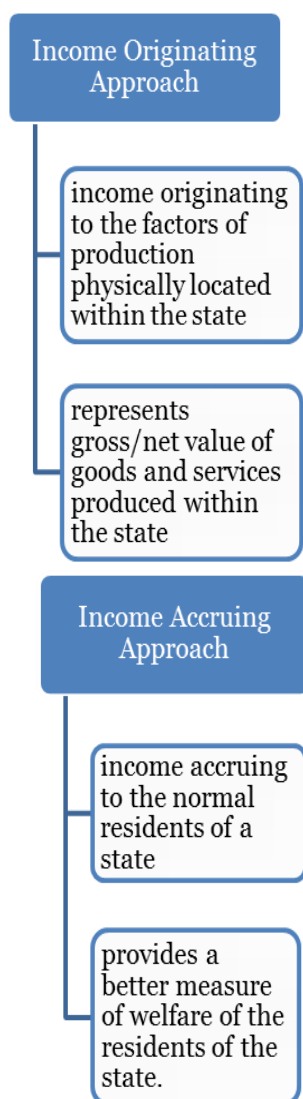 Income Originating
Approach
income originating
to the factors of
production
physically located
within the state
represents
gross/net value of
goods and services
produced within
the state
Income Accruing
Approach
income accruing
to the normal
residents of a
state
provides a
better measure
of welfare of the
residents of the
state.